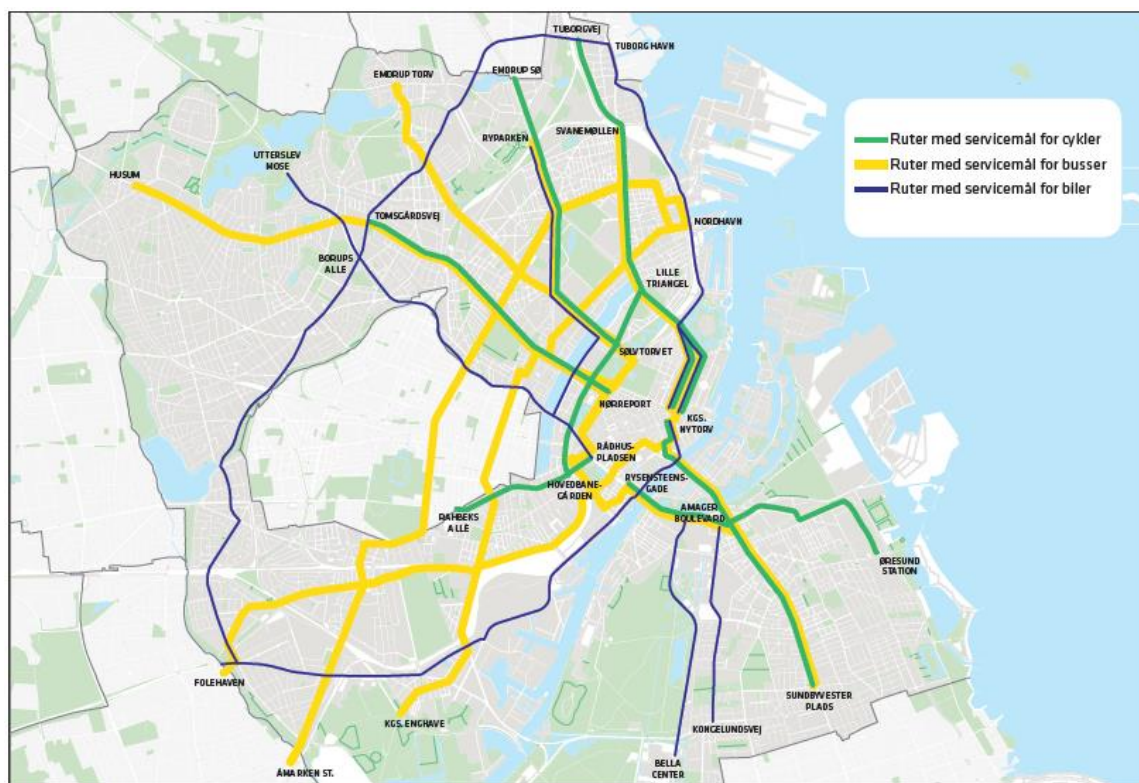 TUBORGVEJ
TUBORG HAVN
EMDRUP TORV
EMDRUP SØ
SVANEMØLLEN
RYPARKEN
UTTERSLEV
MOSE
HUSUM
TOMSGÅRDSVEJ
NORDHAVN
BORUPS
ALLE
LILLE
TRIANGEL
SØLVTORVET
NØRREPORT
KGS.
NYTORV
RÅDHUS-
PLADSEN
HOVEDBANE-
GÅRDEN
RYSENSTEENS-
GADE
AMAGER
BOULEVARD
RAHBEKS
ALLÉ
ØRESUND
STATION
FOLEHAVEN
KGS. ENGHAVE
ÅMARKEN ST.
SUNDBYVESTER
PLADS
KONGELUNDSVEJ
BELLA
CENTER
Ruter med servicemål for cykler
Ruter med servicemål for busser
Ruter med servicemål for biler